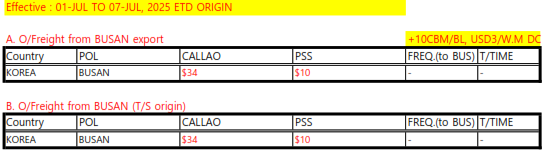 Effective : 01-JUL TO 07-JUL, 2025 ETD ORIGIN
A. O/Freight from BUSAN export +10CBM/BL, USD3/W.M DC
Country POL CALLAO PSS FREQ.(to BUS) T/TIME
KOREA BUSAN $34 $10 - -
B. O/Freight from BUSAN (T/S origin)
Country POL CALLAO PSS FREQ.(to BUS) T/TIME
KOREA BUSAN $34 $10 - -